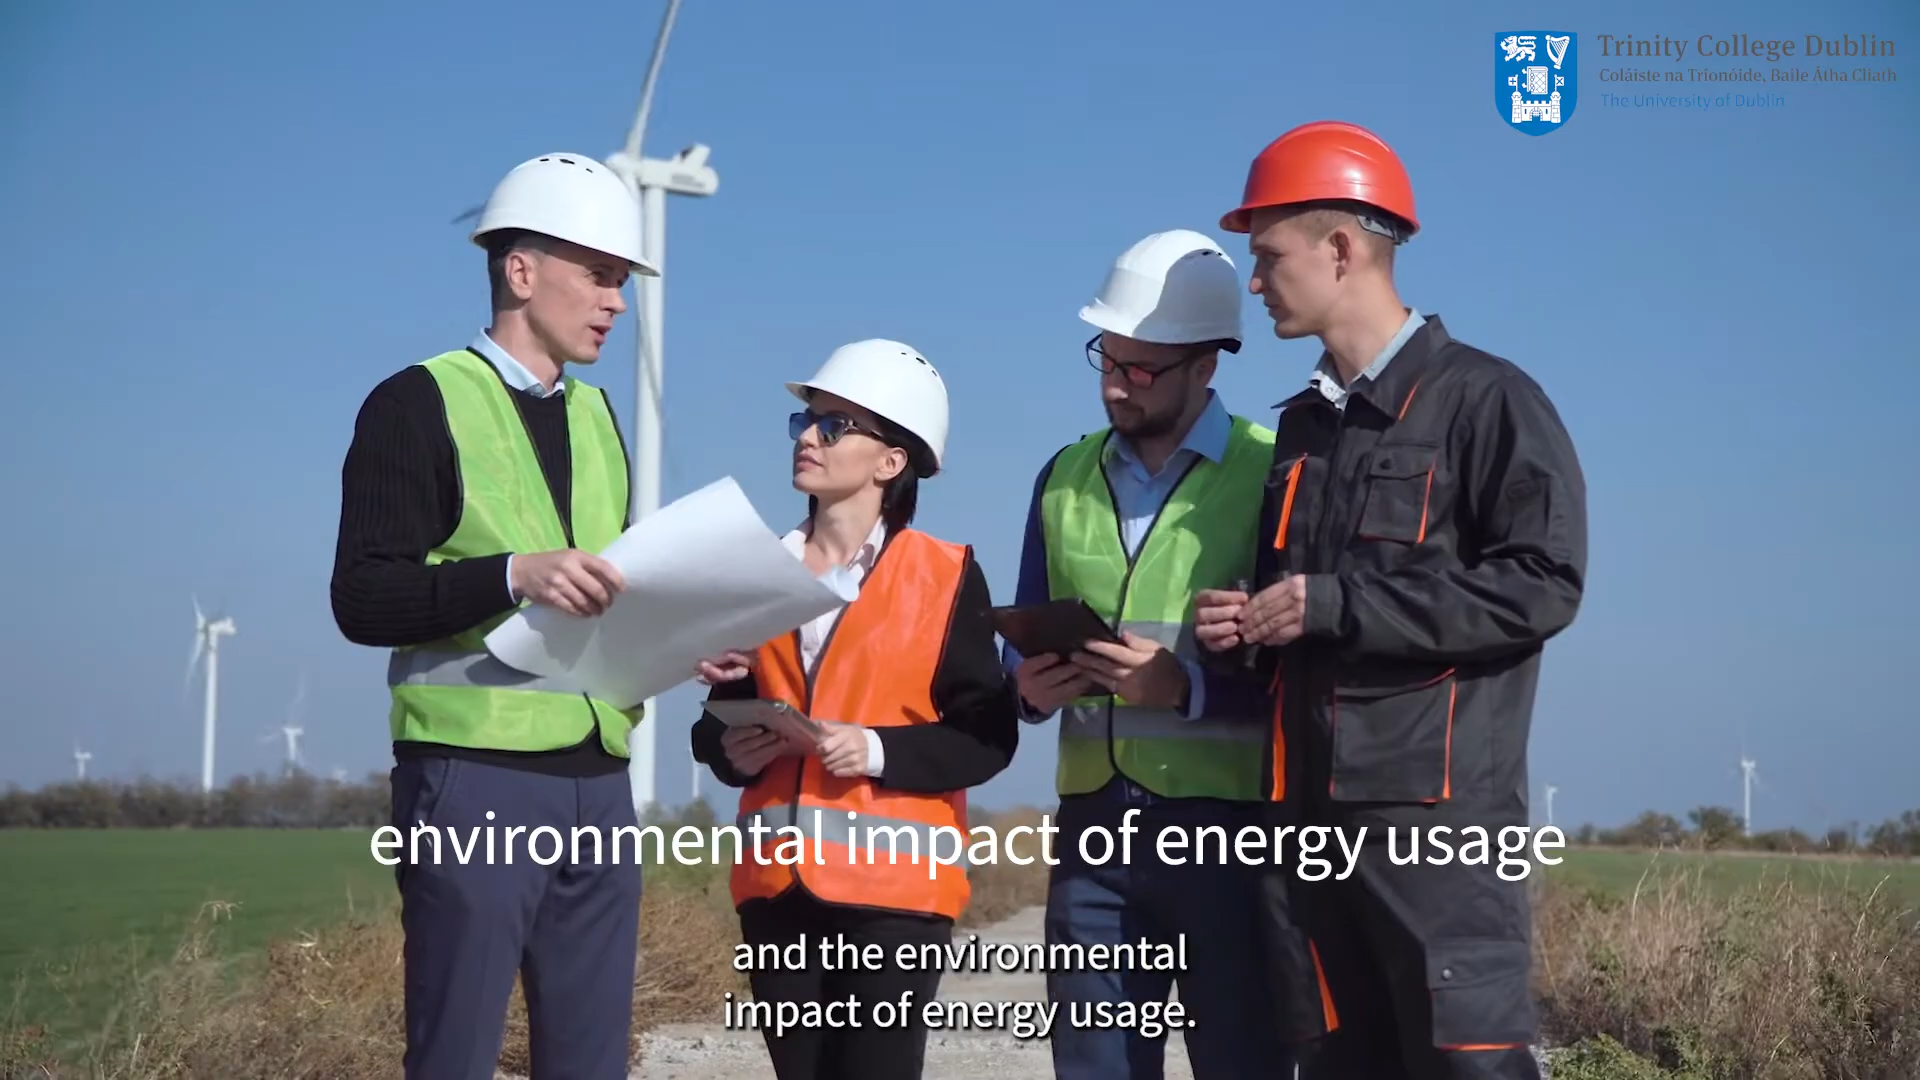 Trinity College Dublin
Coláiste na Tríonóide, Baile Átha Cliath
The University of Dublin
environmental impact of energy usage
and the environmental
impact of energy usage.